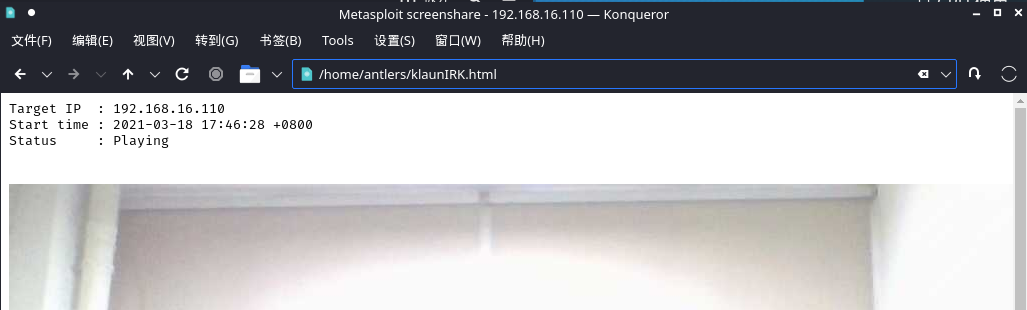 Metasploit screenshare - 192.168.16.110 — Konqueror
文件(F) 编辑(E) 视图(V) 转到(G) 书签(B) Tools 设置(S) 窗口(W) 帮助(H)
/home/antlers/klaunIRK.html
Target IP : 192.168.16.110
Start time : 2021-03-18 17:46:28 +0800
Status : Playing